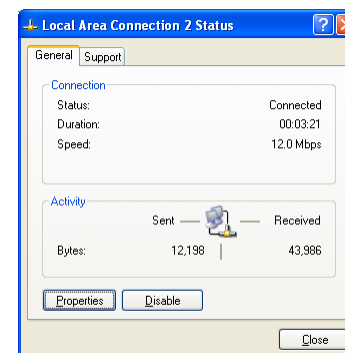 Local Area Connection 2 Status
General Support
Connection
Status: Connected
Duration: 00:03:21
Speed: 12.0 Mbps
Activity
Sent Received
Bytes: 12,198 43,986
Properties Disable
Close